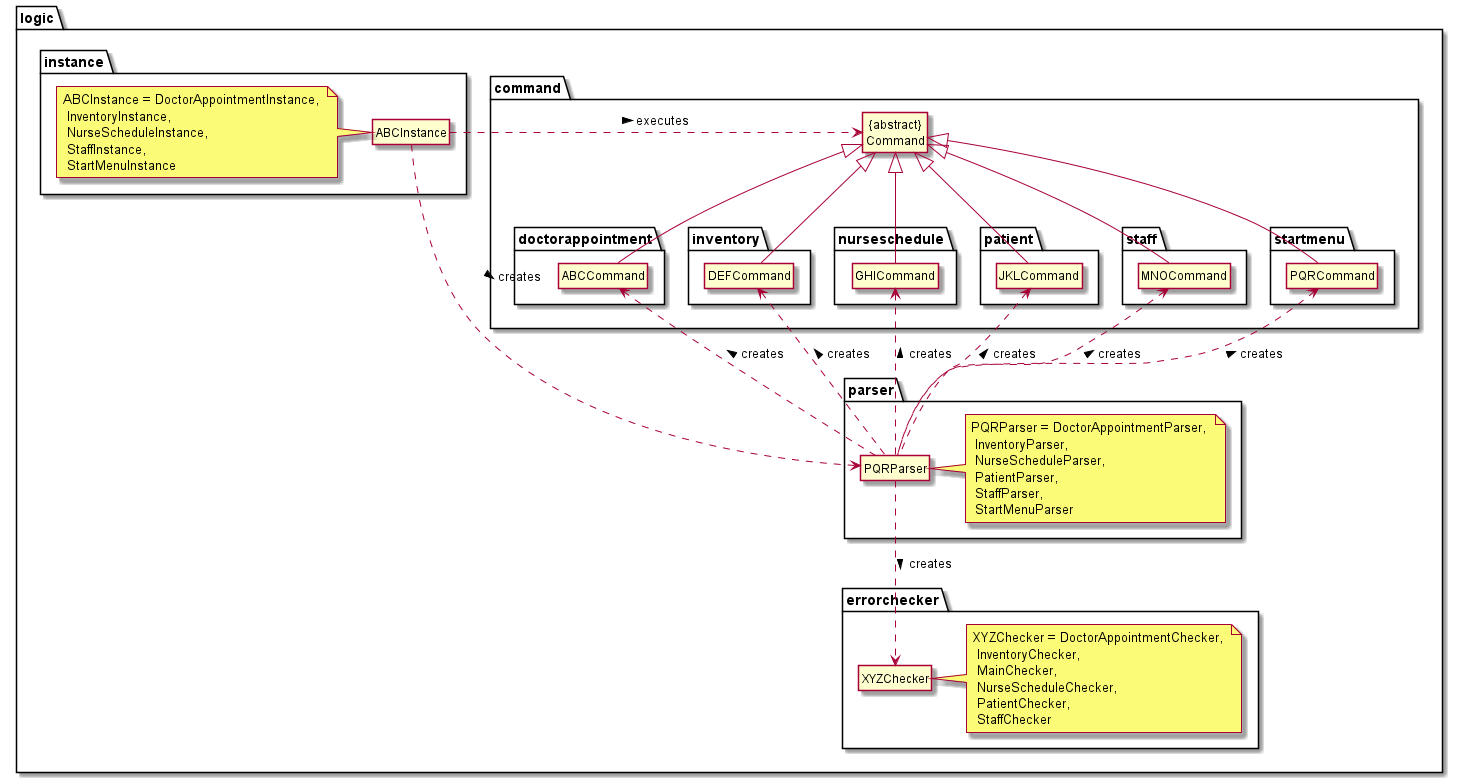 logic
instance
ABCInstance = DoctorAppointmentInstance,
InventoryInstance,
NurseScheduleInstance,
StaffInstance,
StartMenuInstance
ABCInstance
executes
command
{abstract}
Command
doctorappointment
inventory
nurseschedule
patient
staff
startmenu
ABCCommand
DEFCommand
GHICommand
JKLCommand
MNOCommand
PQRCommand
creates
creates
creates
creates
creates
creates
creates
parser
PQRParser
PQRParser = DoctorAppointmentParser,
InventoryParser,
NurseScheduleParser,
PatientParser,
StaffParser,
StartMenuParser
creates
errorchecker
XYZChecker
XYZChecker = DoctorAppointmentChecker,
InventoryChecker,
MainChecker,
NurseScheduleChecker,
PatientChecker,
StaffChecker